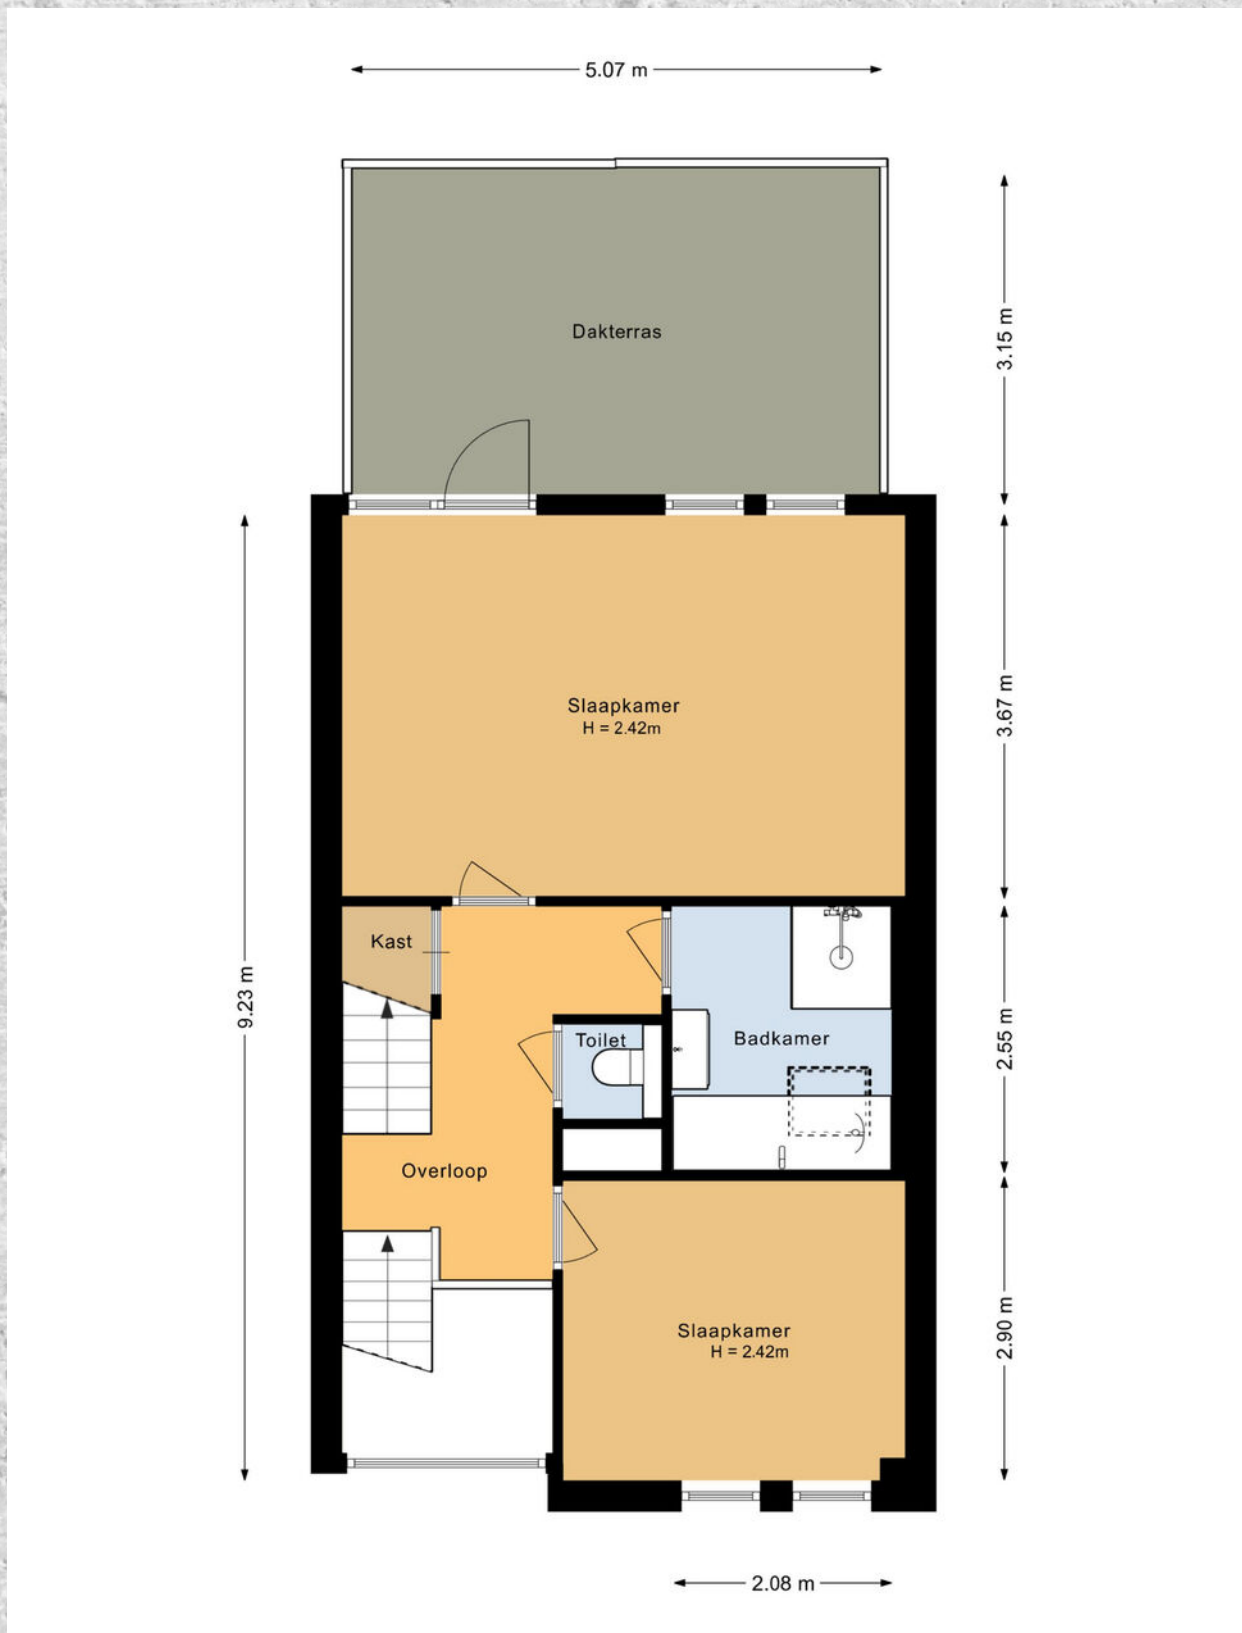 5.07 m
Dakterras
3.15 m
Slaapkamer
H = 2.42m
3.67 m
9.23 m
Kast
Toilet
Badkamer
2.55 m
Overloop
Slaapkamer
H = 2.42m
2.90 m
2.08 m